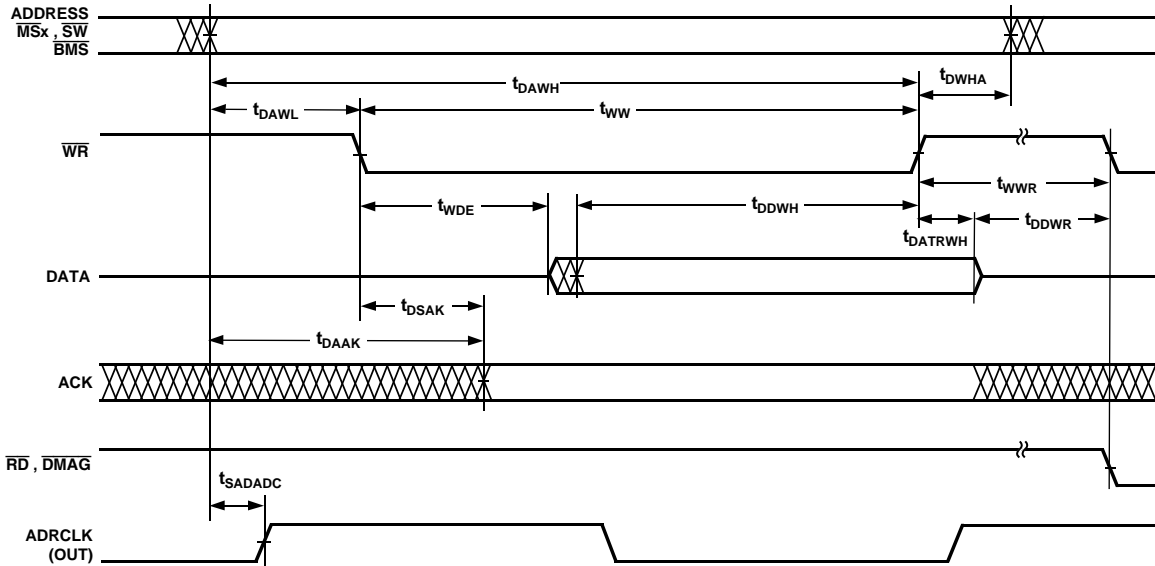 ADDRESS
MSx , SW
BMS
tDAWH
tDWHA
tDAWL
tWW
WR
tWWR
tWDE
tDDWH
tDDWR
tDATRWH
DATA
tDSAK
tDAAK
ACK
RD , DMAG
tSADADC
ADRCLK
(OUT)